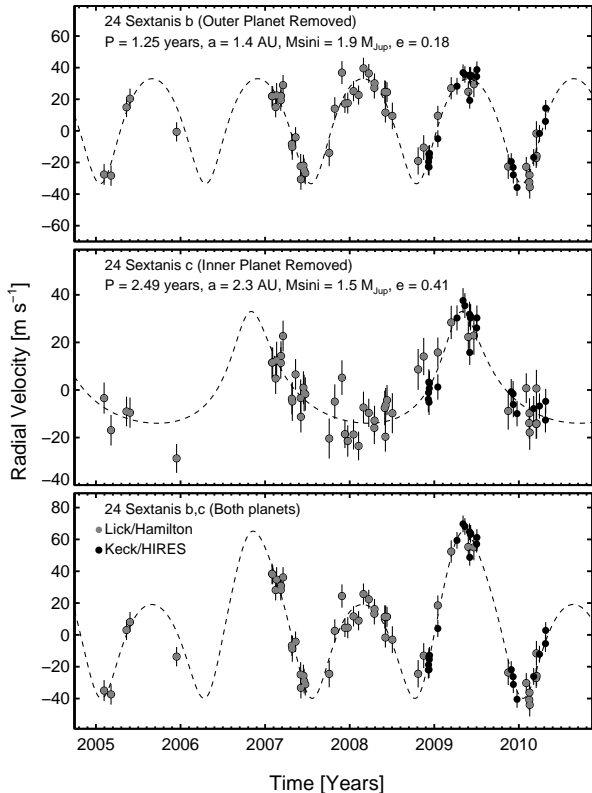 24 Sextanis b (Outer Planet Removed)
P = 1.25 years, a = 1.4 AU, Msini = 1.9 M_Jup, e = 0.18
60
40
20
0
-20
-40
-60
24 Sextanis c (Inner Planet Removed)
P = 2.49 years, a = 2.3 AU, Msini = 1.5 M_Jup, e = 0.41
40
20
0
-20
-40
Radial Velocity [m s⁻¹]
24 Sextanis b,c (Both planets)
Lick/Hamilton
Keck/HIRES
80
60
40
20
0
-20
-40
2005 2006 2007 2008 2009 2010
Time [Years]